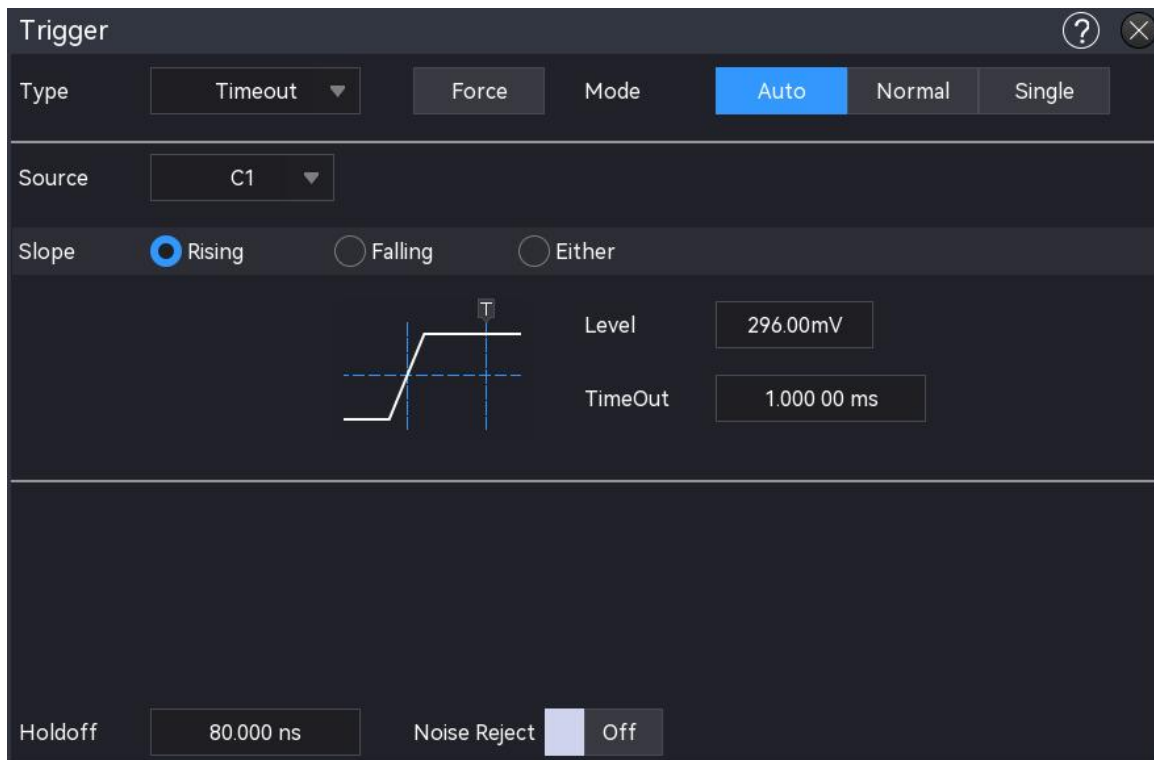 Trigger ?
Type Timeout Force Mode Auto Normal Single
Source C1
Slope Rising Falling Either
T
Level 296.00mV
TimeOut 1.000 00 ms
Holdoff 80.000 ns Noise Reject Off